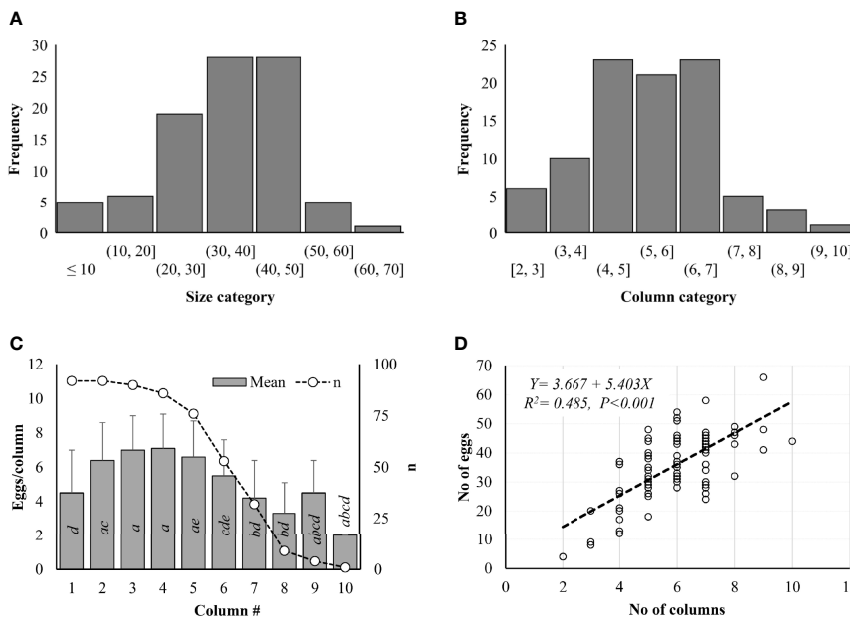 A
30
25
20
15
10
5
0
Frequency
(10, 20] (30, 40] (50, 60]
≤ 10 (20, 30] (40, 50] (60, 70]
Size category
B
25
20
15
10
5
0
Frequency
(3, 4] (5, 6] (7, 8] (9, 10]
[2, 3] (4, 5] (6, 7] (8, 9]
Column category
C
12
10
8
6
4
2
0
Eggs/column
Mean n
100
75
50
25
0
n
d ac a a ae cde bd bd abcd abcd
1 2 3 4 5 6 7 8 9 10
Column #
D
70
60
50
40
30
20
10
0
No of eggs
Y= 3.667 + 5.403X
R²= 0.485, P<0.001
0 2 4 6 8 10 1
No of columns